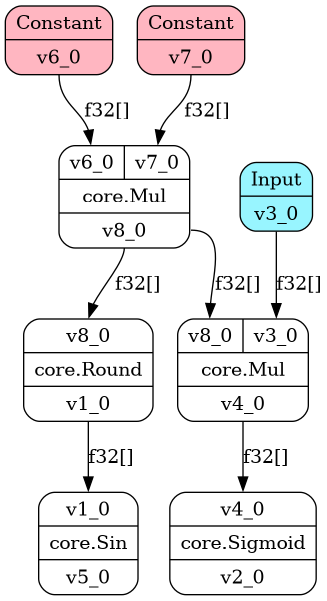 Constant
v6_0
Constant
v7_0
f32[]
f32[]
v6_0
v7_0
core.Mul
v8_0
Input
v3_0
f32[]
f32[]
f32[]
v8_0
core.Round
v1_0
v8_0
v3_0
core.Mul
v4_0
f32[]
f32[]
v1_0
core.Sin
v5_0
v4_0
core.Sigmoid
v2_0